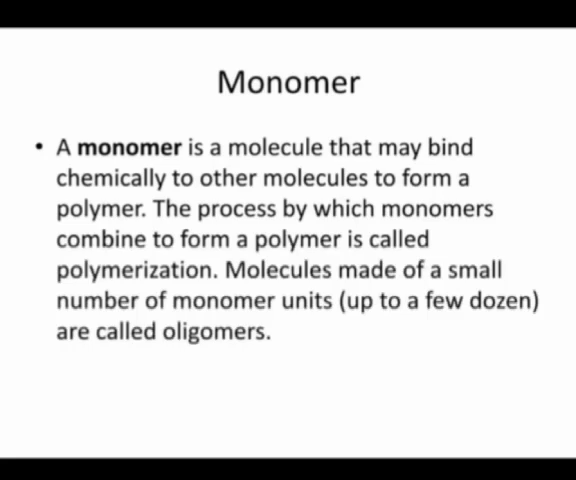 Monomer
• A monomer is a molecule that may bind
chemically to other molecules to form a
polymer. The process by which monomers
combine to form a polymer is called
polymerization. Molecules made of a small
number of monomer units (up to a few dozen)
are called oligomers.